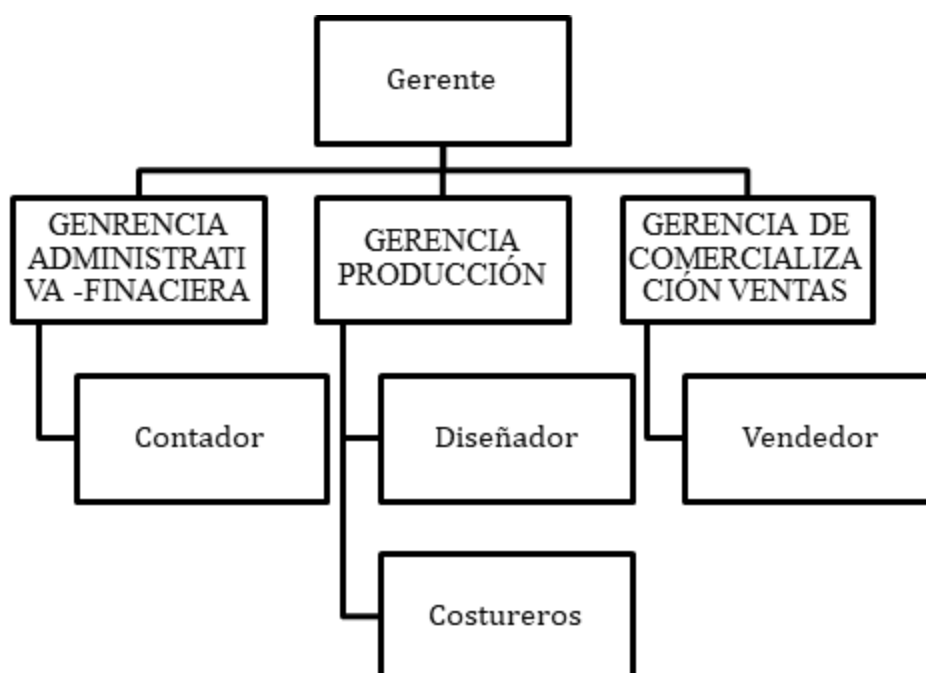 Gerente
GENRENCIA
ADMINISTRATI
VA -FINACIERA
GERENCIA
PRODUCCIÓN
GERENCIA DE
COMERCIALIZA
CIÓN VENTAS
Contador
Diseñador
Vendedor
Costureros